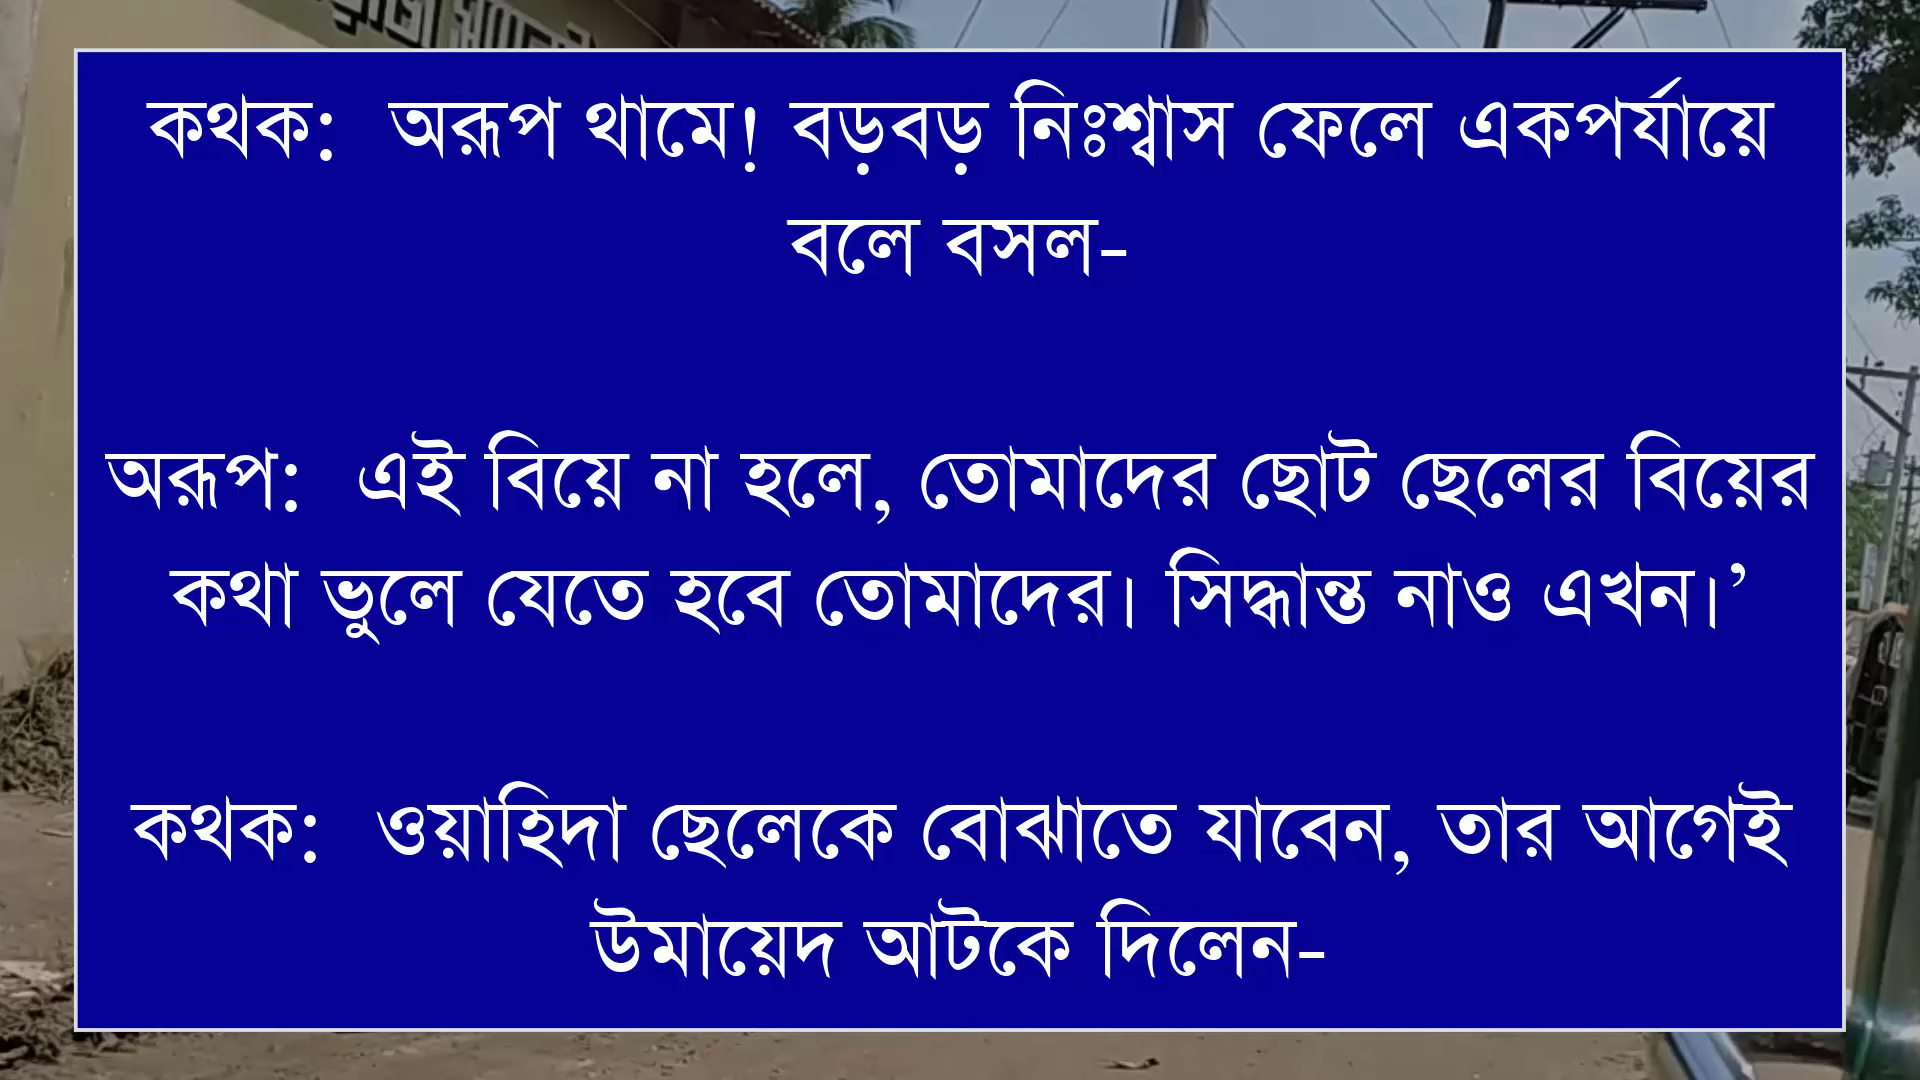 কথক:  অরূপ থামে! বড়বড় নিঃশ্বাস ফেলে একপর্যায়ে
বলে বসল-
অরূপ:  এই বিয়ে না হলে, তোমাদের ছোট ছেলের বিয়ের
কথা ভুলে যেতে হবে তোমাদের। সিদ্ধান্ত নাও এখন।’
কথক:  ওয়াহিদা ছেলেকে বোঝাতে যাবেন, তার আগেই
উমায়েদ আটকে দিলেন-